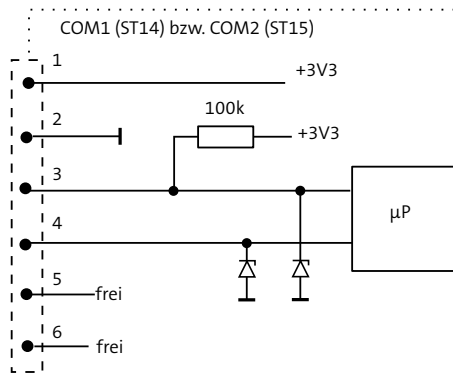 COM1 (ST14) bzw. COM2 (ST15)
1
+3V3
100k
2
+3V3
3
µP
4
5
frei
6
frei